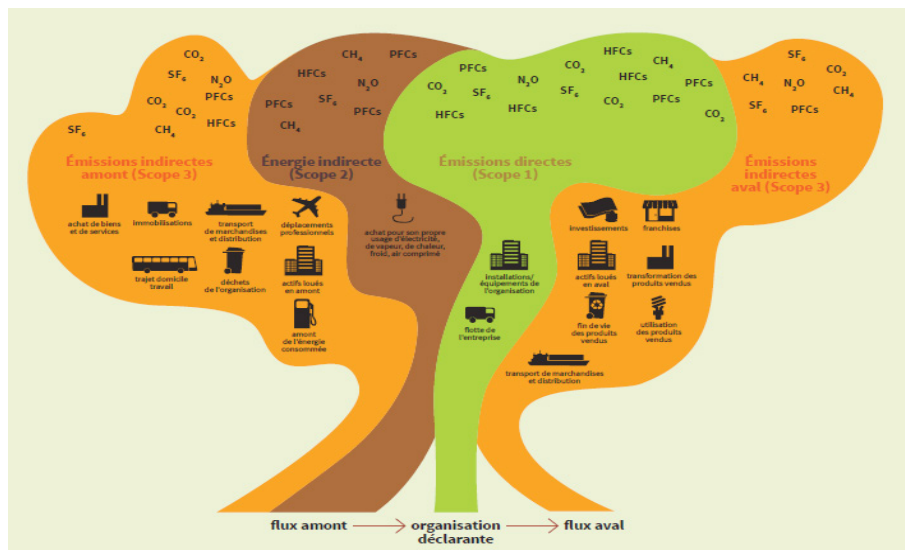 CO₂
SF₆
N₂O
CO₂
PFCs
CO₂
SF₆
CH₄
HFCs
CH₄
PFCs
HFCs
N₂O
PFCs
SF₆
PFCs
CH₄
PFCs
CO₂
SF₆
N₂O
HFCs
HFCs
CO₂
SF₆
HFCs
CH₄
HFCs
PFCs
CO₂
PFCs
CO₂
SF₆
CO₂
CH₄
N₂O
CH₄
SF₆
PFCs
Émissions indirectes
amont (Scope 3)
Énergie indirecte
(Scope 2)
Émissions directes
(Scope 1)
Émissions
indirectes
aval (Scope 3)
achat de biens
et de services
immobilisations
transport
de marchandises
et distribution
déplacements
professionnels
trajet domicile
travail
déchets
de l'organisation
actifs loués
en amont
amont
de l'énergie
consommée
achat pour son propre
usage d'électricité,
de vapeur, de chaleur,
froid, air comprimé
installations/
équipements de
l'organisation
flotte de
l'entreprise
investissements
franchises
actifs loués
en aval
transformation des
produits vendus
fin de vie
des produits
vendus
utilisation
des produits
vendus
transport de marchandises
et distribution
flux amont → organisation → flux aval
déclarante